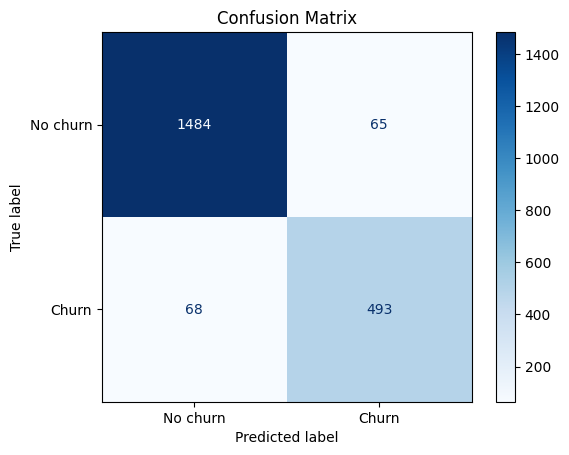 Confusion Matrix
True label
No churn
1484
65
Churn
68
493
No churn
Churn
Predicted label
1400
1200
1000
800
600
400
200